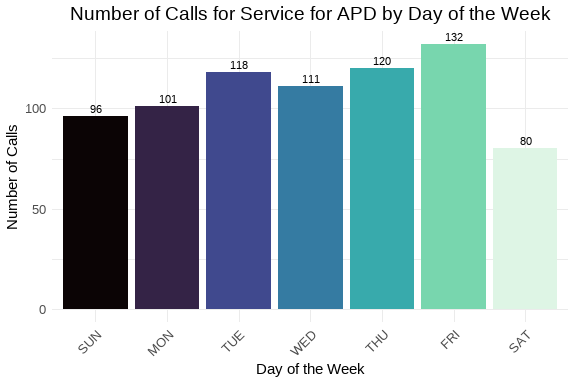 Number of Calls for Service for APD by Day of the Week
132
120
118
111
101
96
80
100
50
0
Number of Calls
SUN
MON
TUE
WED
THU
FRI
SAT
Day of the Week